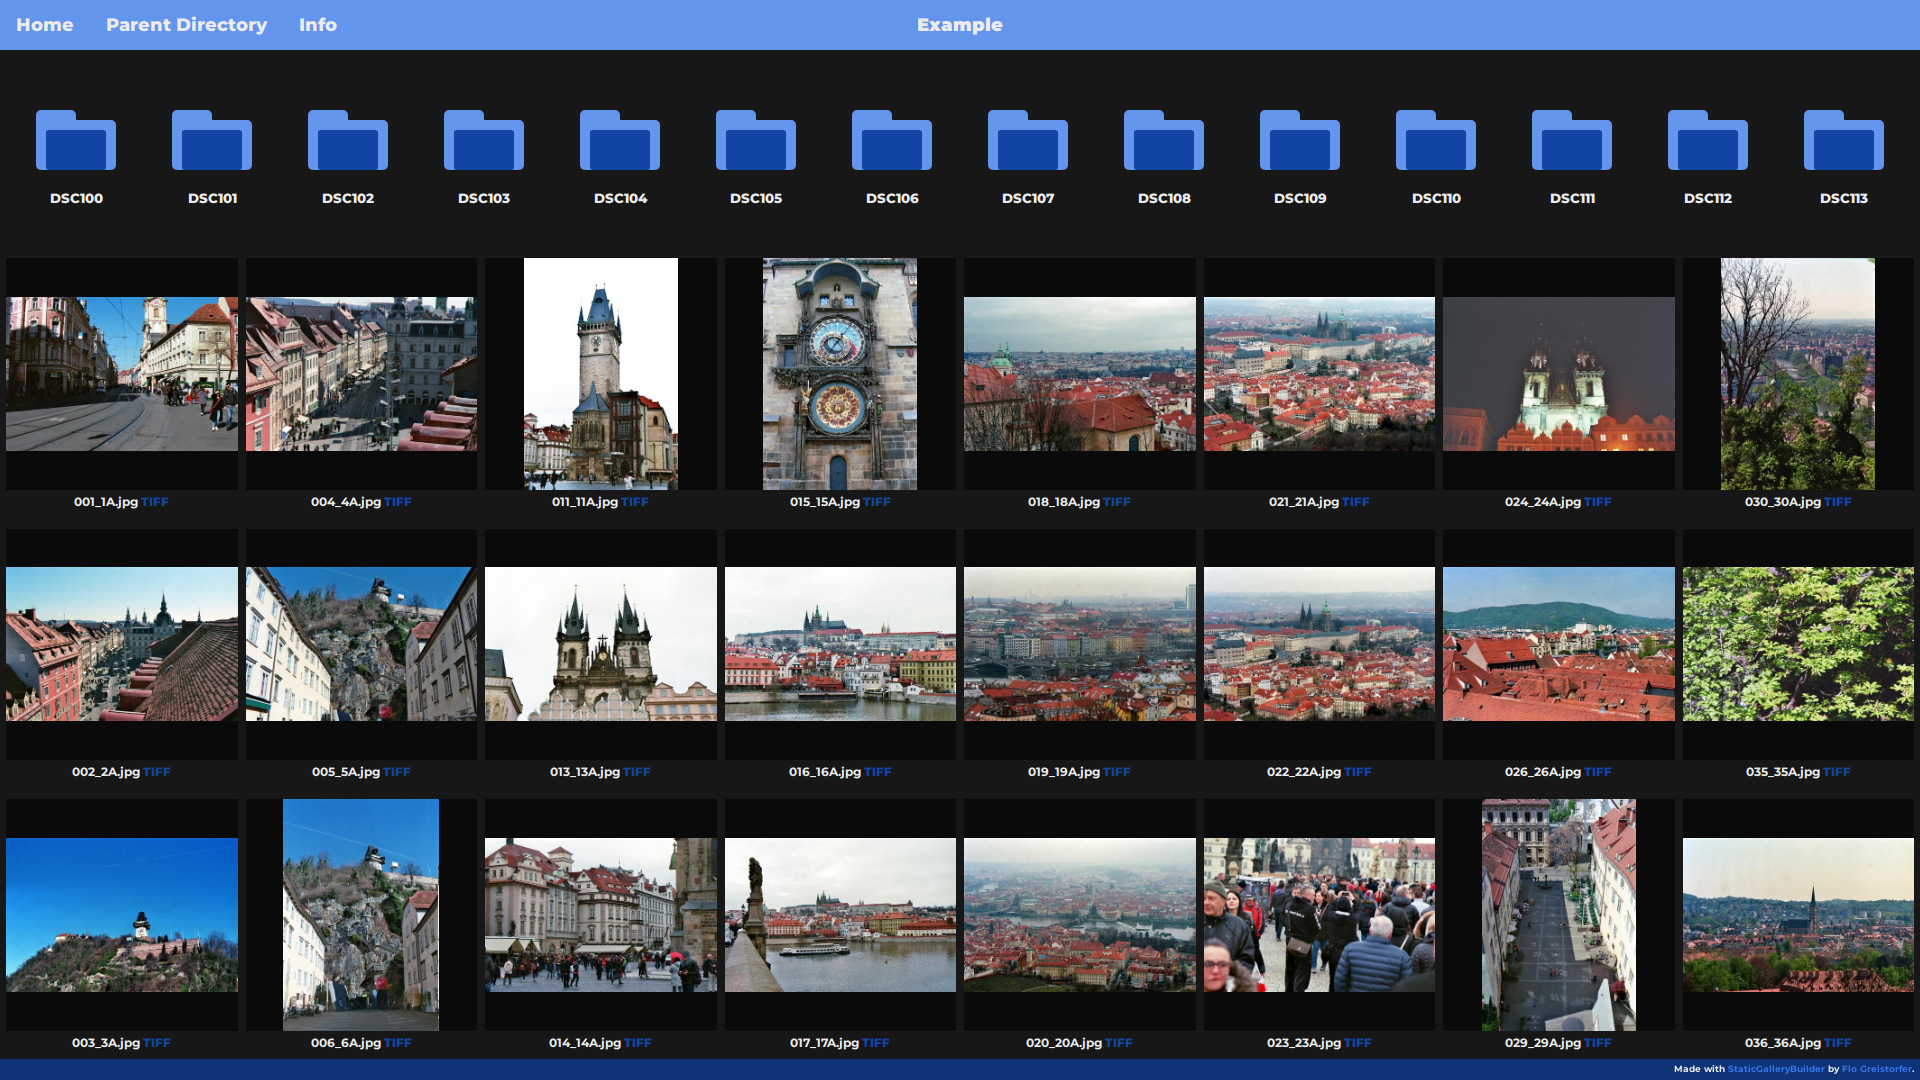 Home Parent Directory Info Example
DSC100 DSC101 DSC102 DSC103 DSC104 DSC105 DSC106 DSC107 DSC108 DSC109 DSC110 DSC111 DSC112 DSC113
001_1A.jpg TIFF 004_4A.jpg TIFF 011_11A.jpg TIFF 015_15A.jpg TIFF 018_18A.jpg TIFF 021_21A.jpg TIFF 024_24A.jpg TIFF 030_30A.jpg TIFF
002_2A.jpg TIFF 005_5A.jpg TIFF 013_13A.jpg TIFF 016_16A.jpg TIFF 019_19A.jpg TIFF 022_22A.jpg TIFF 026_26A.jpg TIFF 035_35A.jpg TIFF
003_3A.jpg TIFF 006_6A.jpg TIFF 014_14A.jpg TIFF 017_17A.jpg TIFF 020_20A.jpg TIFF 023_23A.jpg TIFF 029_29A.jpg TIFF 036_36A.jpg TIFF
Made with StaticGalleryBuilder by Flo Greistorfer.